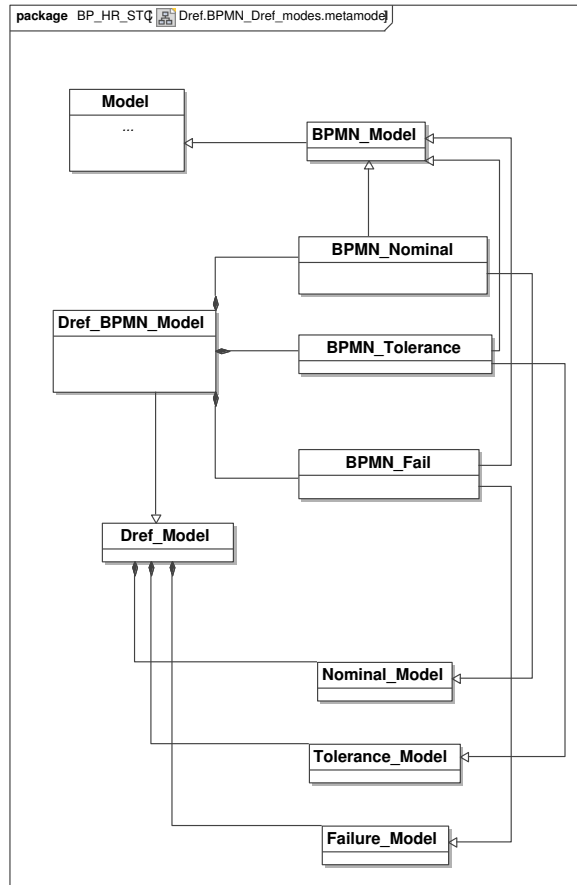 package BP_HR_STC[ Dref.BPMN_Dref_modes.metamodel]
Model
...
BPMN_Model
BPMN_Nominal
Dref_BPMN_Model
BPMN_Tolerance
BPMN_Fail
Dref_Model
Nominal_Model
Tolerance_Model
Failure_Model